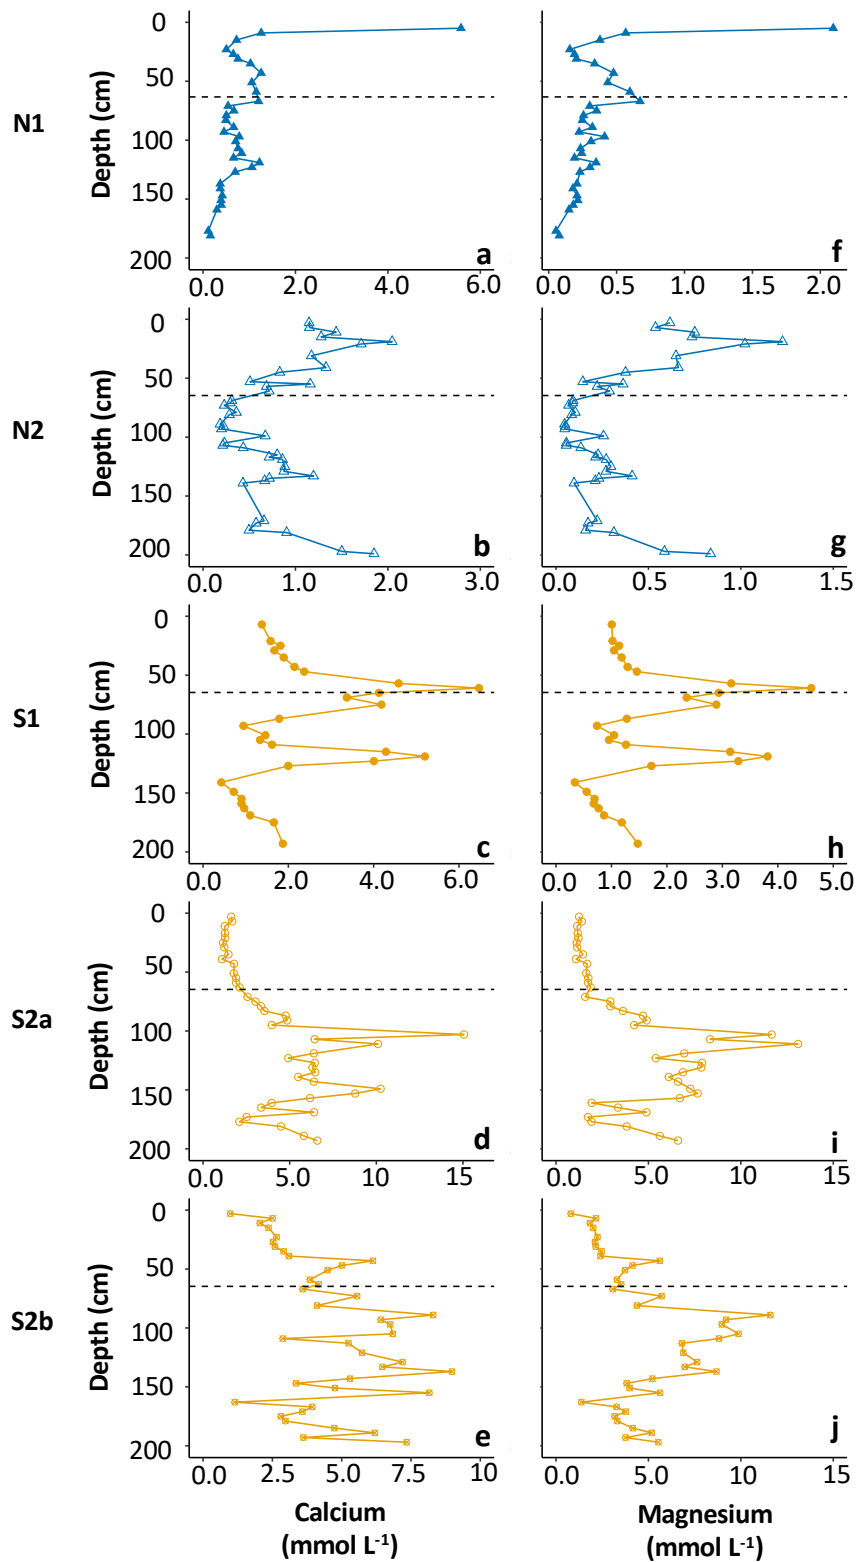 0
50
100
150
200
Depth (cm)
N1
a
0.0 2.0 4.0 6.0
f
0.0 0.5 1.0 2.0
0
50
100
150
200
Depth (cm)
N2
b
0.0 1.0 2.0 3.0
g
0.0 0.5 1.0 1.5
0
50
100
150
200
Depth (cm)
S1
c
0.0 2.0 4.0 6.0
h
0.0 1.0 2.0 3.0 4.0 5.0
0
50
100
150
200
Depth (cm)
S2a
d
0.0 5.0 10 15
i
0.0 5.0 10 15
0
50
100
150
200
Depth (cm)
S2b
e
0.0 2.5 5.0 7.5 10
j
0.0 5.0 10 15
Calcium
(mmol L⁻¹)
Magnesium
(mmol L⁻¹)